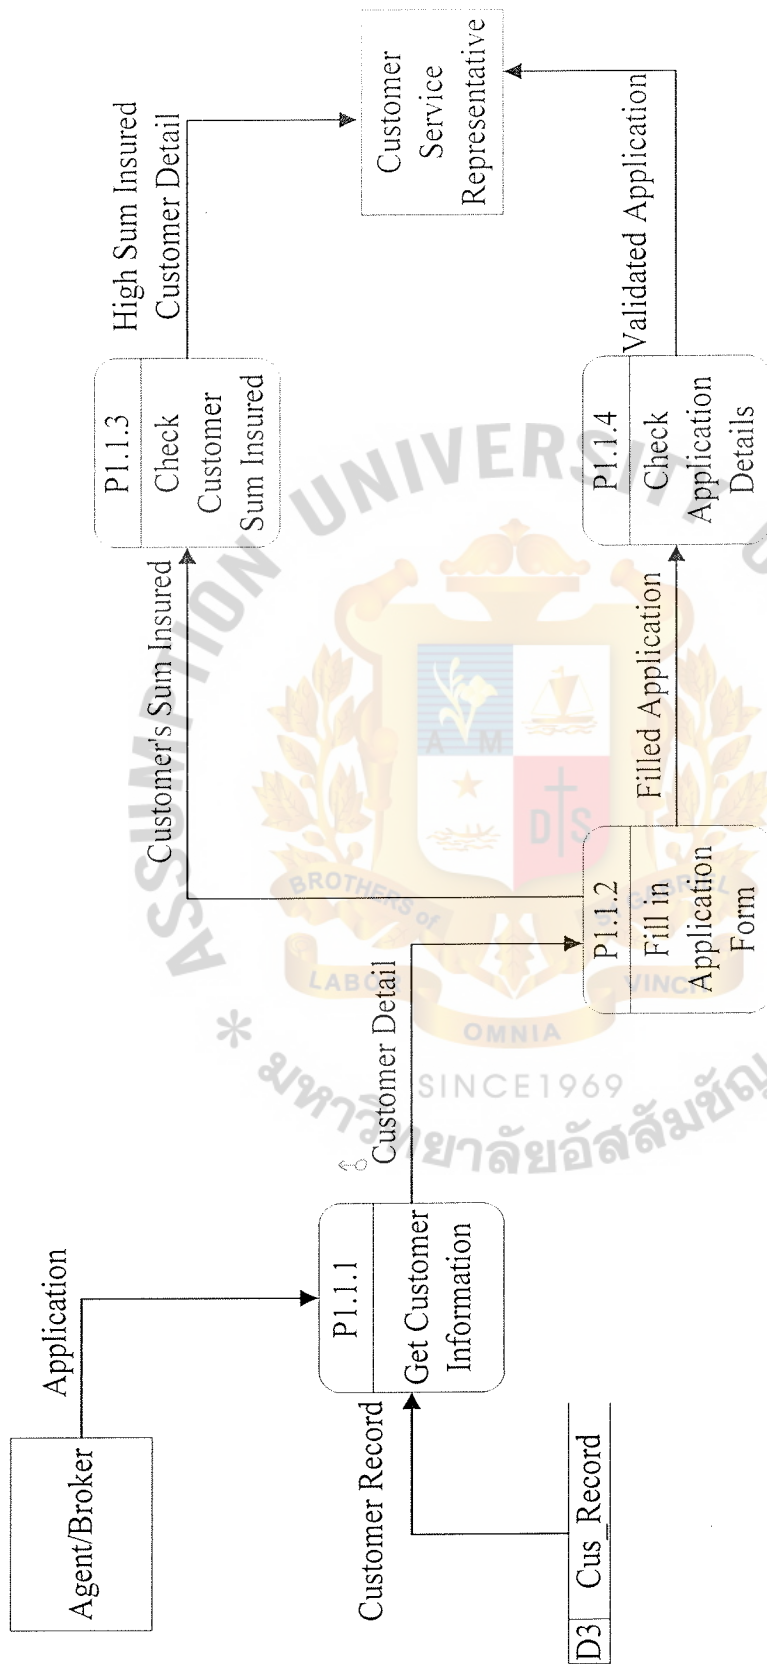 Agent/Broker
Application
D3
Cus_Record
Customer Record
P1.1.1
Get Customer
Information
Customer Detail
P1.1.2
Fill in
Application
Form
Customer's Sum Insured
Filled Application
P1.1.3
Check
Customer
Sum Insured
P1.1.4
Check
Application
Details
High Sum Insured
Customer Detail
Validated Application
Customer
Service
Representative
ASSUMPTION UNIVERSITY
A M
D S
BROTHERS of
ST GABRIEL
LABOR
OMNIA
VINCIT
SINCE 1969
* มหาวิทยาลัยอัสสัมชัญ